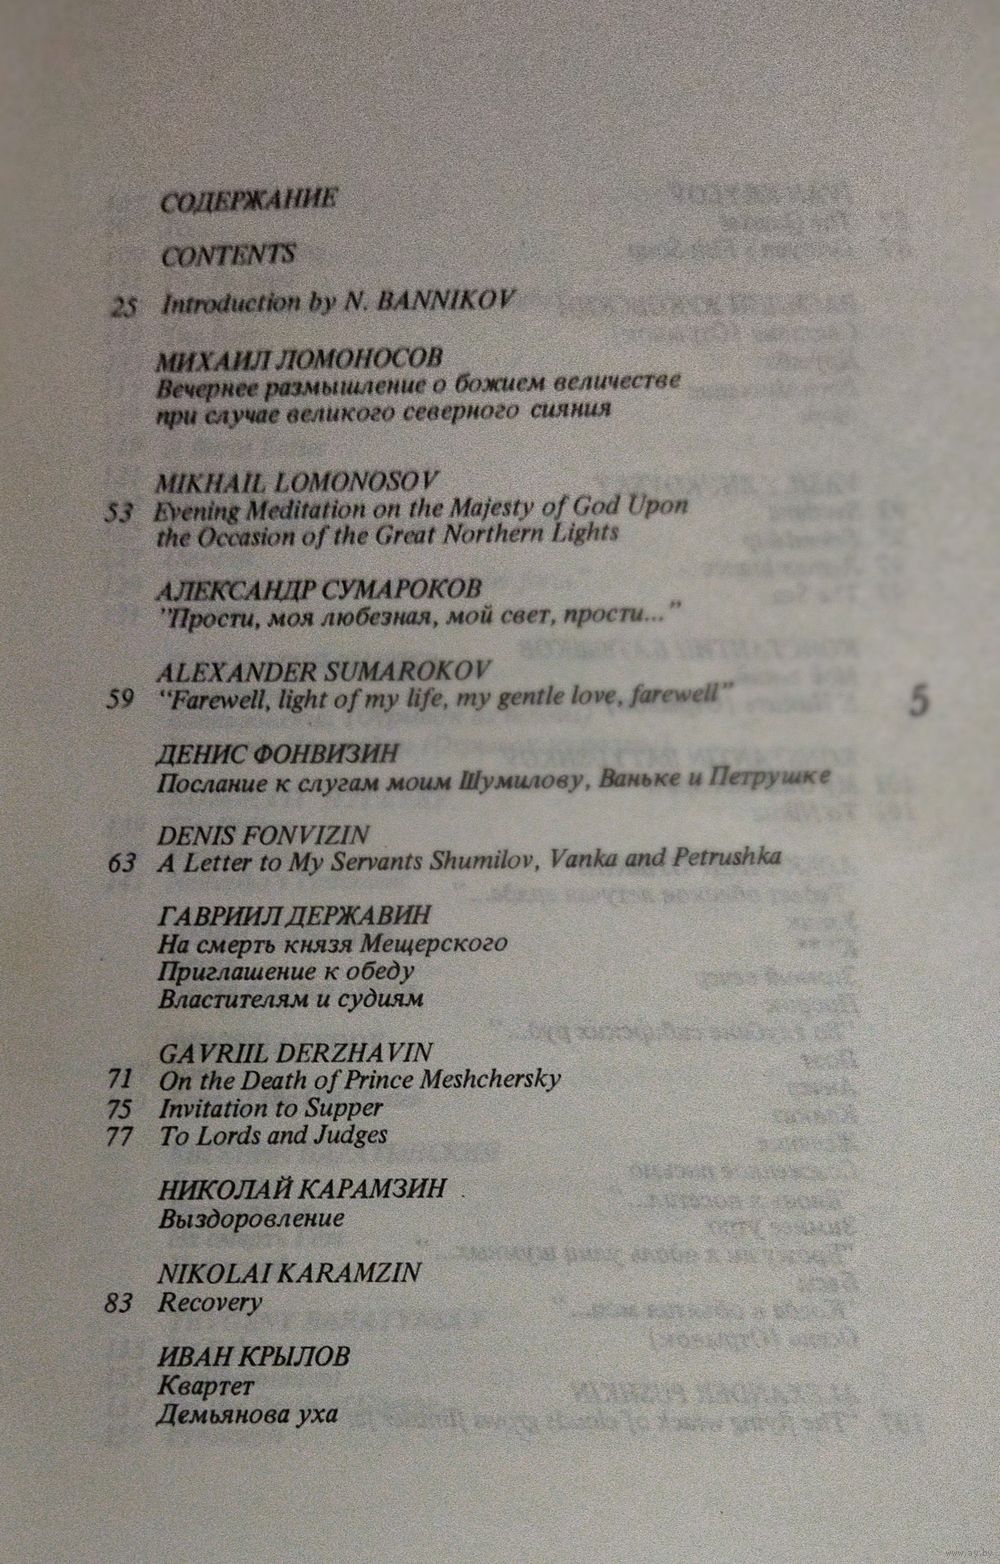 СОДЕРЖАНИЕ
CONTENTS
25 Introduction by N. BANNIKOV
МИХАИЛ ЛОМОНОСОВ
Вечернее размышление о божием величестве
при случае великого северного сияния
MIKHAIL LOMONOSOV
53 Evening Meditation on the Majesty of God Upon
the Occasion of the Great Northern Lights
АЛЕКСАНДР СУМАРОКОВ
"Прости, моя любезная, мой свет, прости..."
ALEXANDER SUMAROKOV
59 "Farewell, light of my life, my gentle love, farewell"
5
ДЕНИС ФОНВИЗИН
Послание к слугам моим Шумилову, Ваньке и Петрушке
DENIS FONVIZIN
63 A Letter to My Servants Shumilov, Vanka and Petrushka
ГАВРИИЛ ДЕРЖАВИН
На смерть князя Мещерского
Приглашение к обеду
Властителям и судиям
GAVRIIL DERZHAVIN
71 On the Death of Prince Meshchersky
75 Invitation to Supper
77 To Lords and Judges
НИКОЛАЙ КАРАМЗИН
Выздоровление
NIKOLAI KARAMZIN
83 Recovery
ИВАН КРЫЛОВ
Квартет
Демьянова уха
www.ay.by